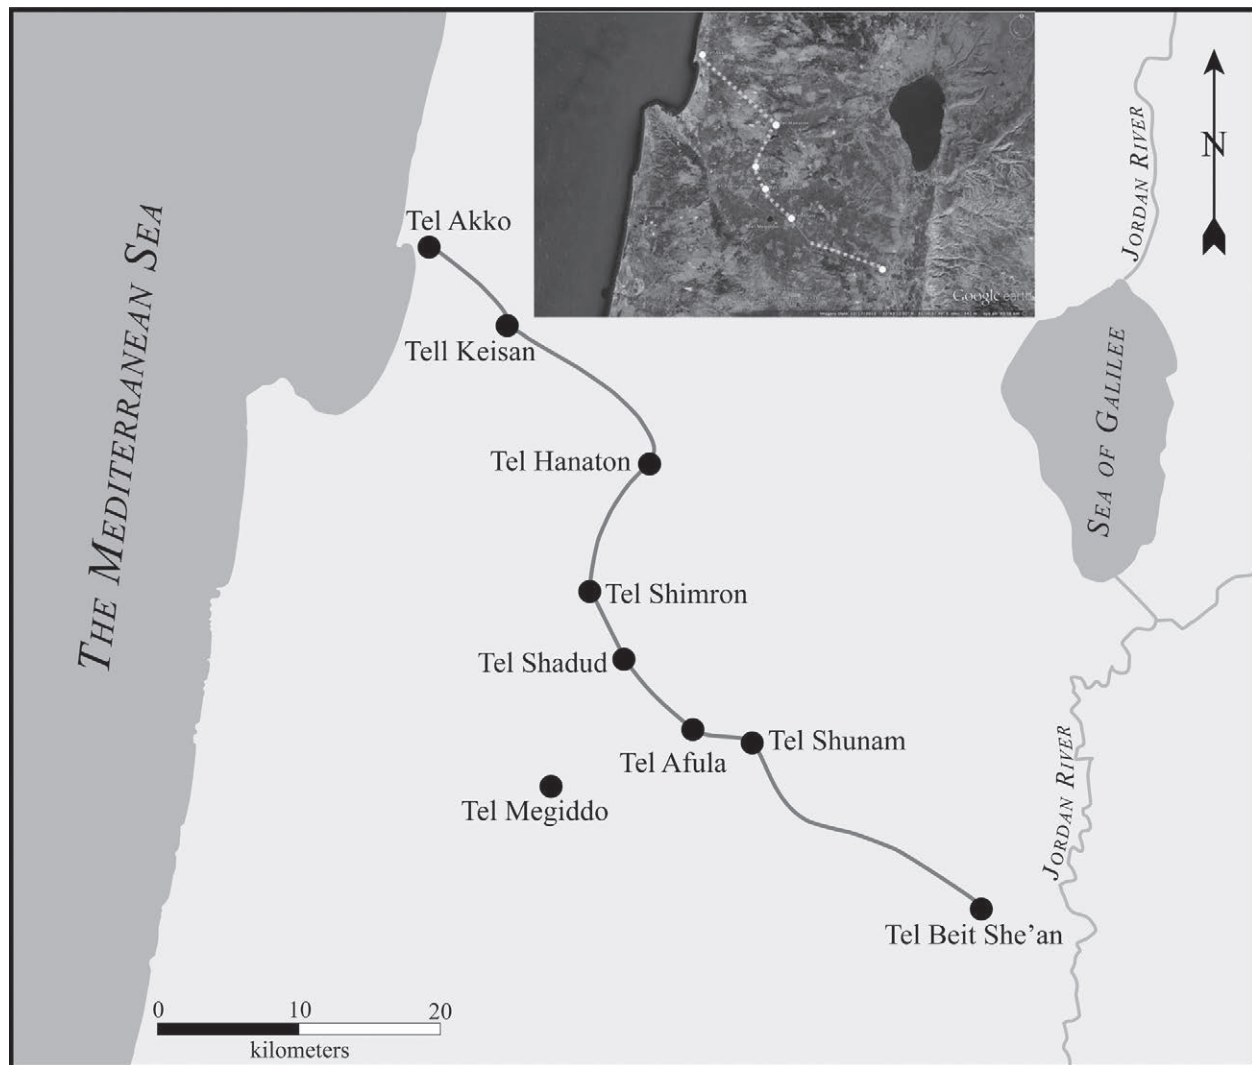 N
JORDAN RIVER
Google earth
Tel Akko
Tell Keisan
THE MEDITERRANEAN SEA
SEA OF GALILEE
Tel Hanaton
Tel Shimron
Tel Shadud
Tel Afula
Tel Shunam
Tel Megiddo
JORDAN RIVER
Tel Beit She’an
0 10 20
kilometers